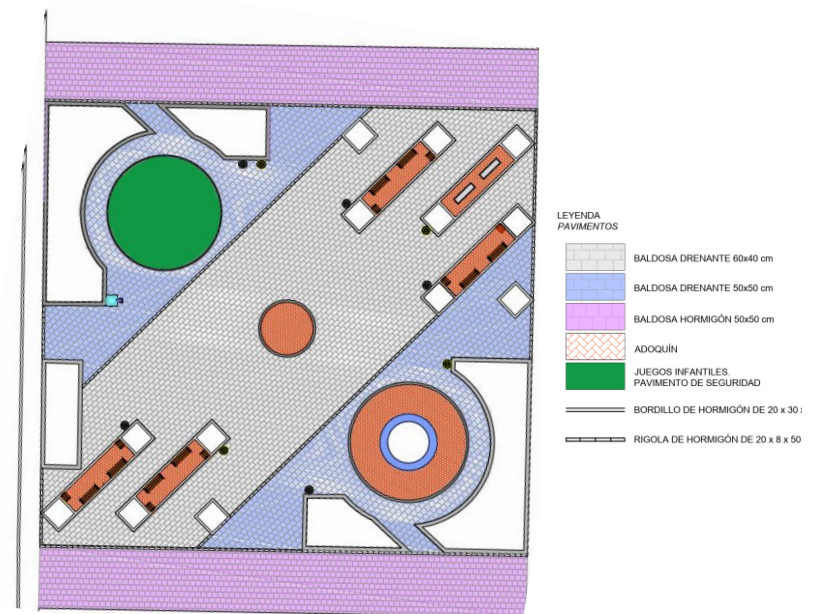 LEYENDA
PAVIMENTOS
BALDOSA DRENANTE 60x40 cm
BALDOSA DRENANTE 50x50 cm
BALDOSA HORMIGÓN 50x50 cm
ADOQUÍN
JUEGOS INFANTILES.
PAVIMENTO DE SEGURIDAD
BORDILLO DE HORMIGÓN DE 20 x 30 :
RIGOLA DE HORMIGÓN DE 20 x 8 x 50